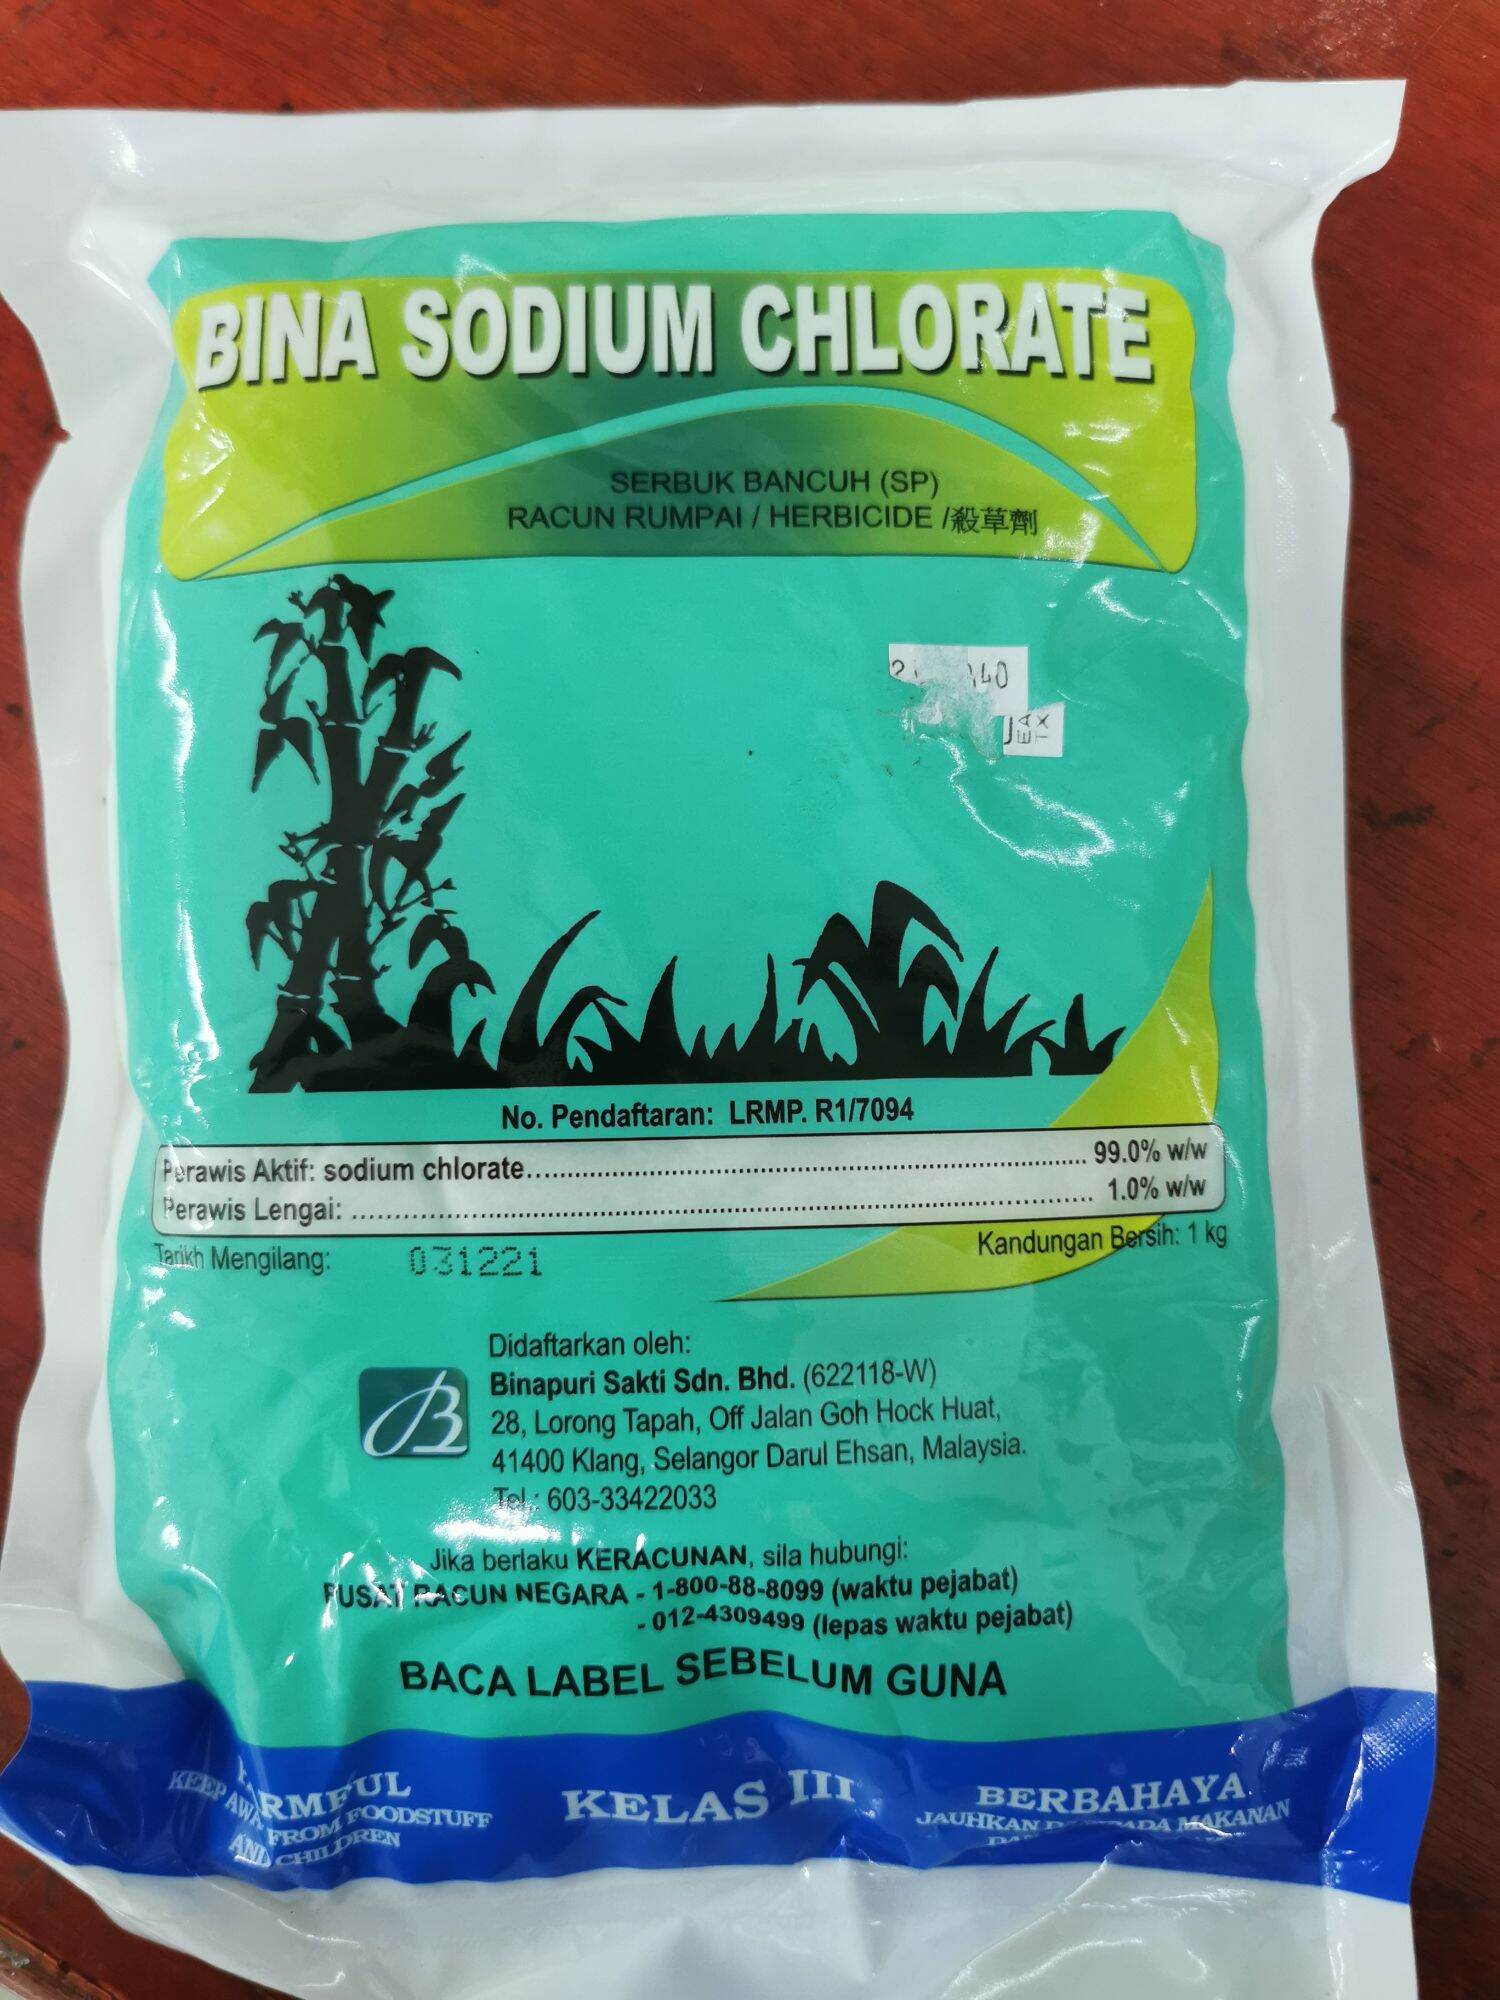 BINA SODIUM CHLORATE
SERBUK BANCUH (SP)
RACUN RUMPAI / HERBICIDE /殺草劑
140
EA
TX
No. Pendaftaran: LRMP. R1/7094
Perawis Aktif: sodium chlorate........................................ 99.0% w/w
Perawis Lengai: ........................................ 1.0% w/w
Kandungan Bersih: 1 kg
Tarikh Mengilang: 031221
Didaftarkan oleh:
B
Binapuri Sakti Sdn. Bhd. (622118-W)
28, Lorong Tapah, Off Jalan Goh Hock Huat,
41400 Klang, Selangor Darul Ehsan, Malaysia.
Tel.: 603-33422033
Jika berlaku KERACUNAN, sila hubungi:
PUSAT RACUN NEGARA - 1-800-88-8099 (waktu pejabat)
- 012-4309499 (lepas waktu pejabat)
BACA LABEL SEBELUM GUNA
HARMFUL
KEEP AWAY FROM FOODSTUFF
AND CHILDREN
KELAS III
BERBAHAYA
JAUHKAN DARIPADA MAKANAN